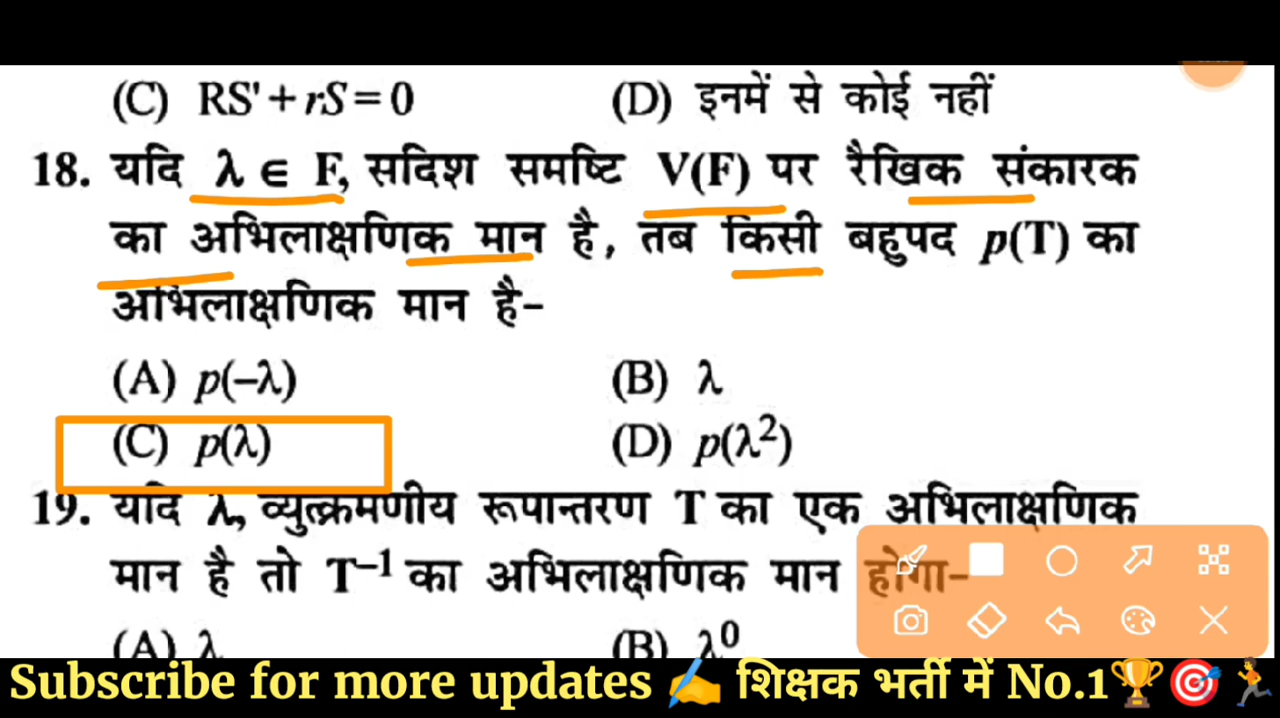 (C) RS'+rS=0 (D) इनमें से कोई नहीं
18. यदि λ ∈ F, सदिश समष्टि V(F) पर रैखिक संकारक
का अभिलाक्षणिक मान है, तब किसी बहुपद p(T) का
अभिलाक्षणिक मान है-
(A) p(-λ) (B) λ
(C) p(λ) (D) p(λ²)
19. यदि λ, व्युत्क्रमणीय रूपान्तरण T का एक अभिलाक्षणिक
मान है तो T⁻¹ का अभिलाक्षणिक मान होगा-
(A) λ (B) λ⁰
Subscribe for more updates ✍️ शिक्षक भर्ती में No.1🏆🎯🏃